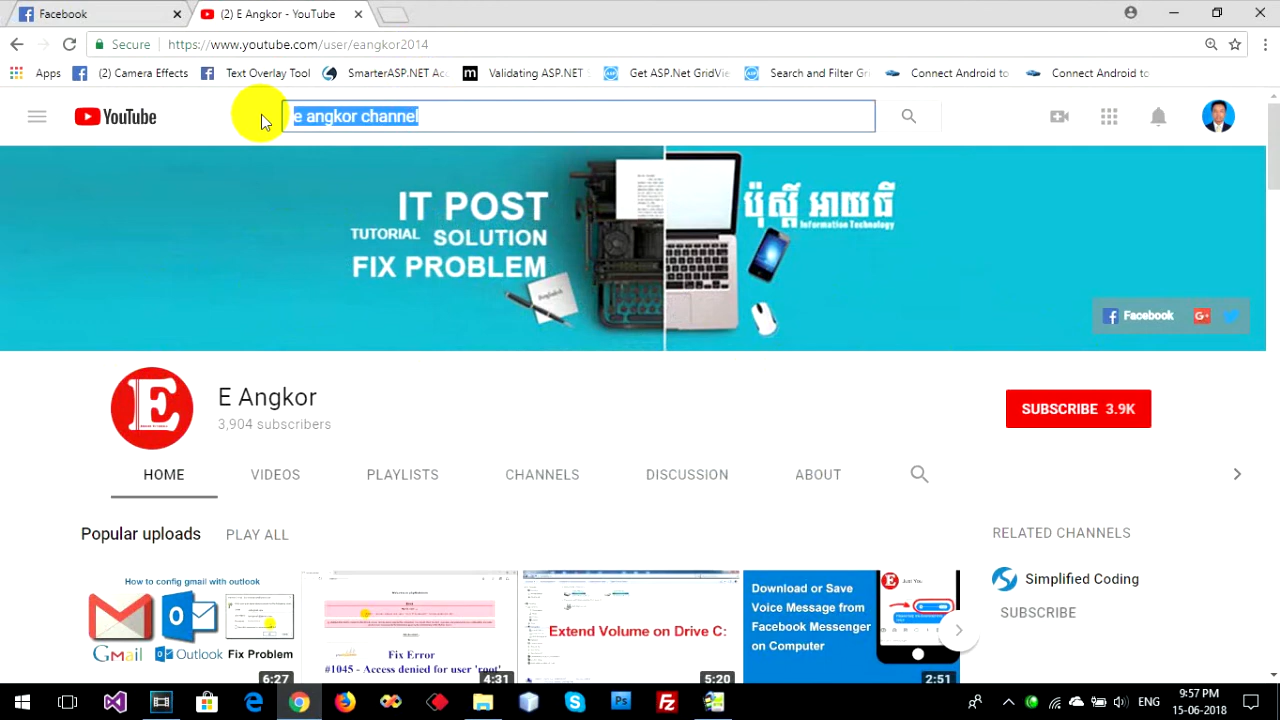 Facebook
(2) E Angkor - YouTube
Secure
https://www.youtube.com/user/eangkor2014
Apps
(2) Camera Effects
Text Overlay Tool
SmarterASP.NET Acc
Validating ASP.NET S
Get ASP.Net GridVie
Search and Filter Gri
Connect Android to
Connect Android to
YouTube
e angkor channel
IT POST
TUTORIAL SOLUTION
FIX PROBLEM
ប៉ុស្តិ៍ អាយធី
Information Technology
Facebook
E Angkor
3,904 subscribers
SUBSCRIBE 3.9K
HOME
VIDEOS
PLAYLISTS
CHANNELS
DISCUSSION
ABOUT
Popular uploads
PLAY ALL
RELATED CHANNELS
Simplified Coding
SUBSCRIBE
How to config gmail with outlook
Gmail
Outlook
Fix Problem
6:27
Fix Error
#1045 - Access denied for user 'root'
4:31
Extend Volume on Drive C:
5:20
Download or Save
Voice Message from
Facebook Messenger
on Computer
2:51
ENG
9:57 PM
15-06-2018